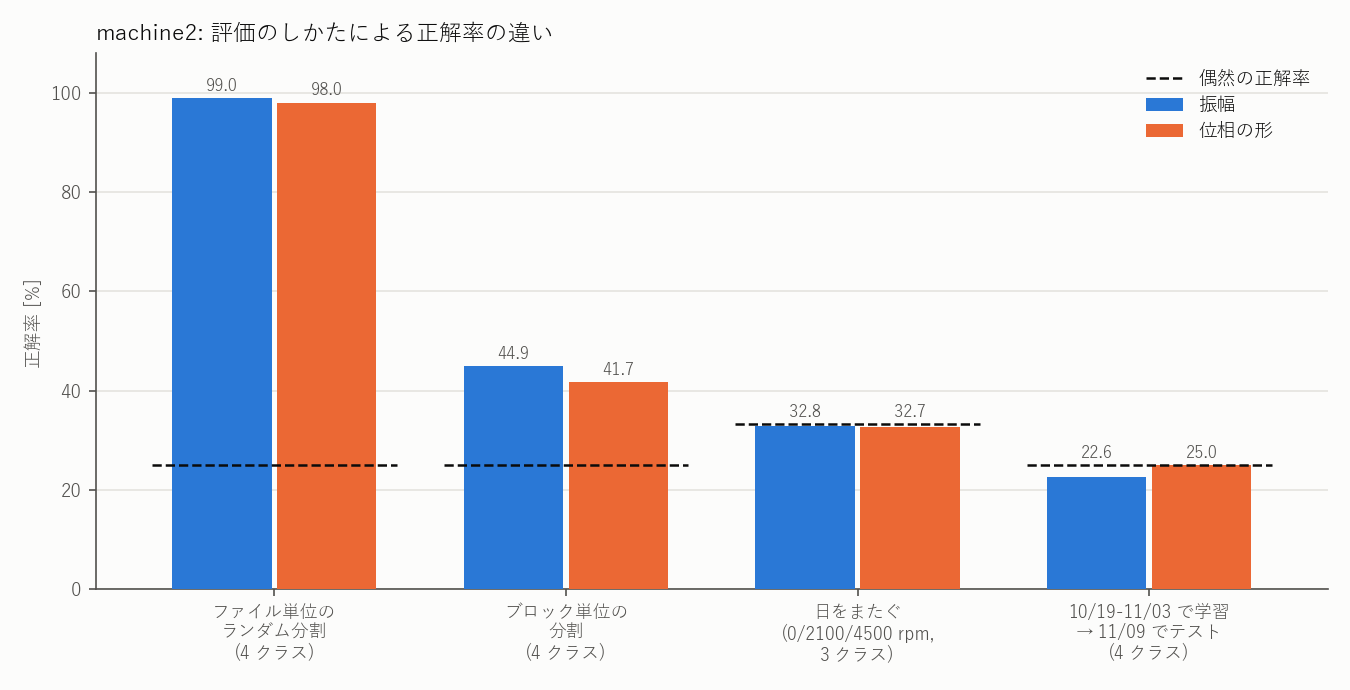 machine2: 評価のしかたによる正解率の違い
偶然の正解率
振幅
位相の形
正解率 [%]
100
80
60
40
20
0
99.0
98.0
44.9
41.7
32.8
32.7
22.6
25.0
ファイル単位の
ランダム分割
(4 クラス)
ブロック単位の
分割
(4 クラス)
日をまたぐ
(0/2100/4500 rpm,
3 クラス)
10/19-11/03 で学習
→ 11/09 でテスト
(4 クラス)